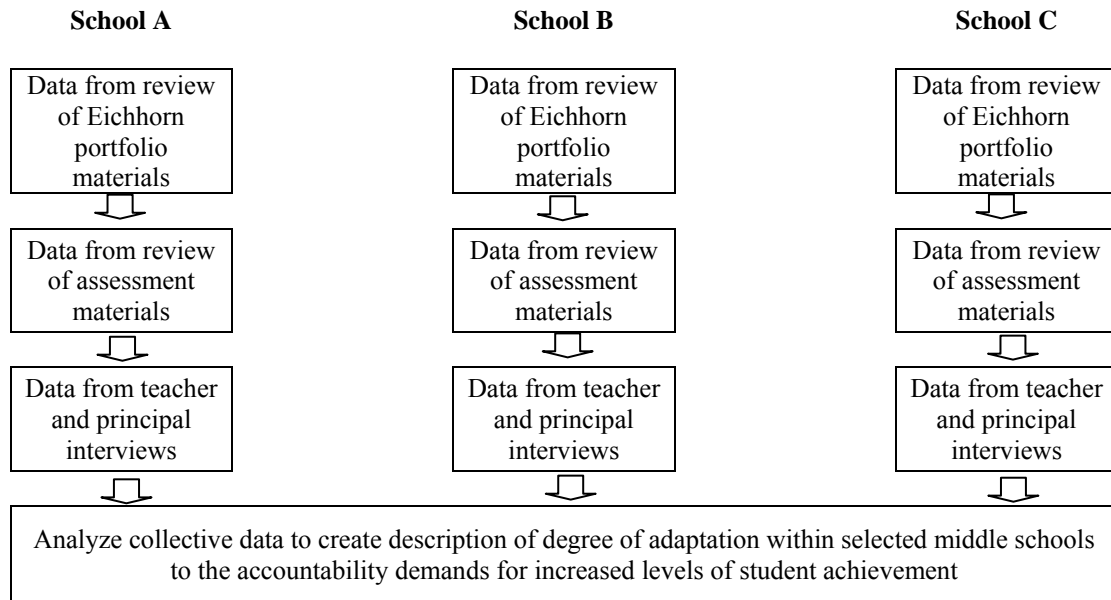 School A
School B
School C
Data from review
of Eichhorn
portfolio
materials
Data from review
of Eichhorn
portfolio
materials
Data from review
of Eichhorn
portfolio
materials
Data from review
of assessment
materials
Data from review
of assessment
materials
Data from review
of assessment
materials
Data from teacher
and principal
interviews
Data from teacher
and principal
interviews
Data from teacher
and principal
interviews
Analyze collective data to create description of degree of adaptation within selected middle schools
to the accountability demands for increased levels of student achievement